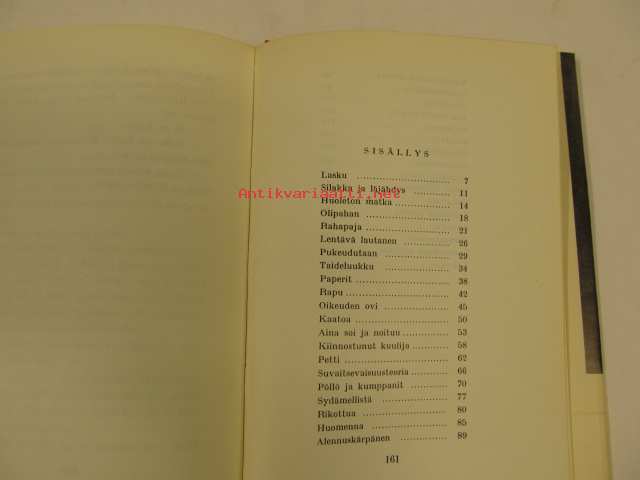 SISÄLLYS
Lasku 7
Silakka ja läjähdys 11
Antikvariaatti.net
Huoleton matka 14
Olipahan 18
Rahapaja 21
Lentävä lautanen 26
Pukeudutaan 29
Taideluukku 34
Paperit 38
Rapu 42
Oikeuden ovi 45
Kaatoa 50
Aina soi ja noituu 53
Kiinnostunut kuulija 58
Petti 62
Suvaitsevaisuusteoria 66
Pöllö ja kumppanit 70
Sydämellistä 77
Rikottua 80
Huomenna 85
Alennuskärpänen 89
161